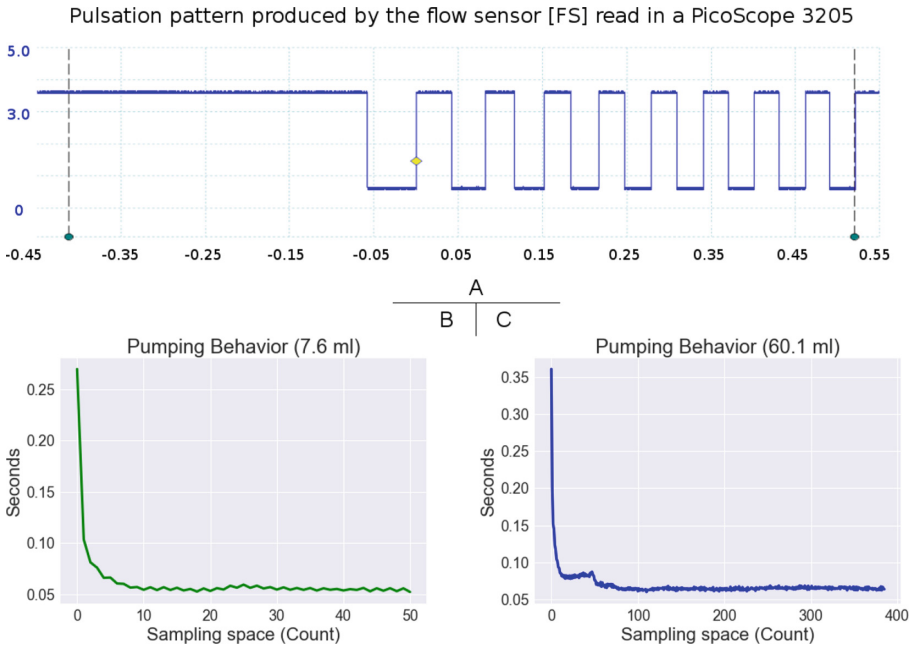 Pulsation pattern produced by the flow sensor [FS] read in a PicoScope 3205
5.0
3.0
0
-0.45 -0.35 -0.25 -0.15 -0.05 0.05 0.15 0.25 0.35 0.45 0.55
A
B C
Pumping Behavior (7.6 ml)
0.25
0.20
0.15
0.10
0.05
Seconds
0 10 20 30 40 50
Sampling space (Count)
Pumping Behavior (60.1 ml)
0.35
0.30
0.25
0.20
0.15
0.10
0.05
Seconds
0 100 200 300 400
Sampling space (Count)